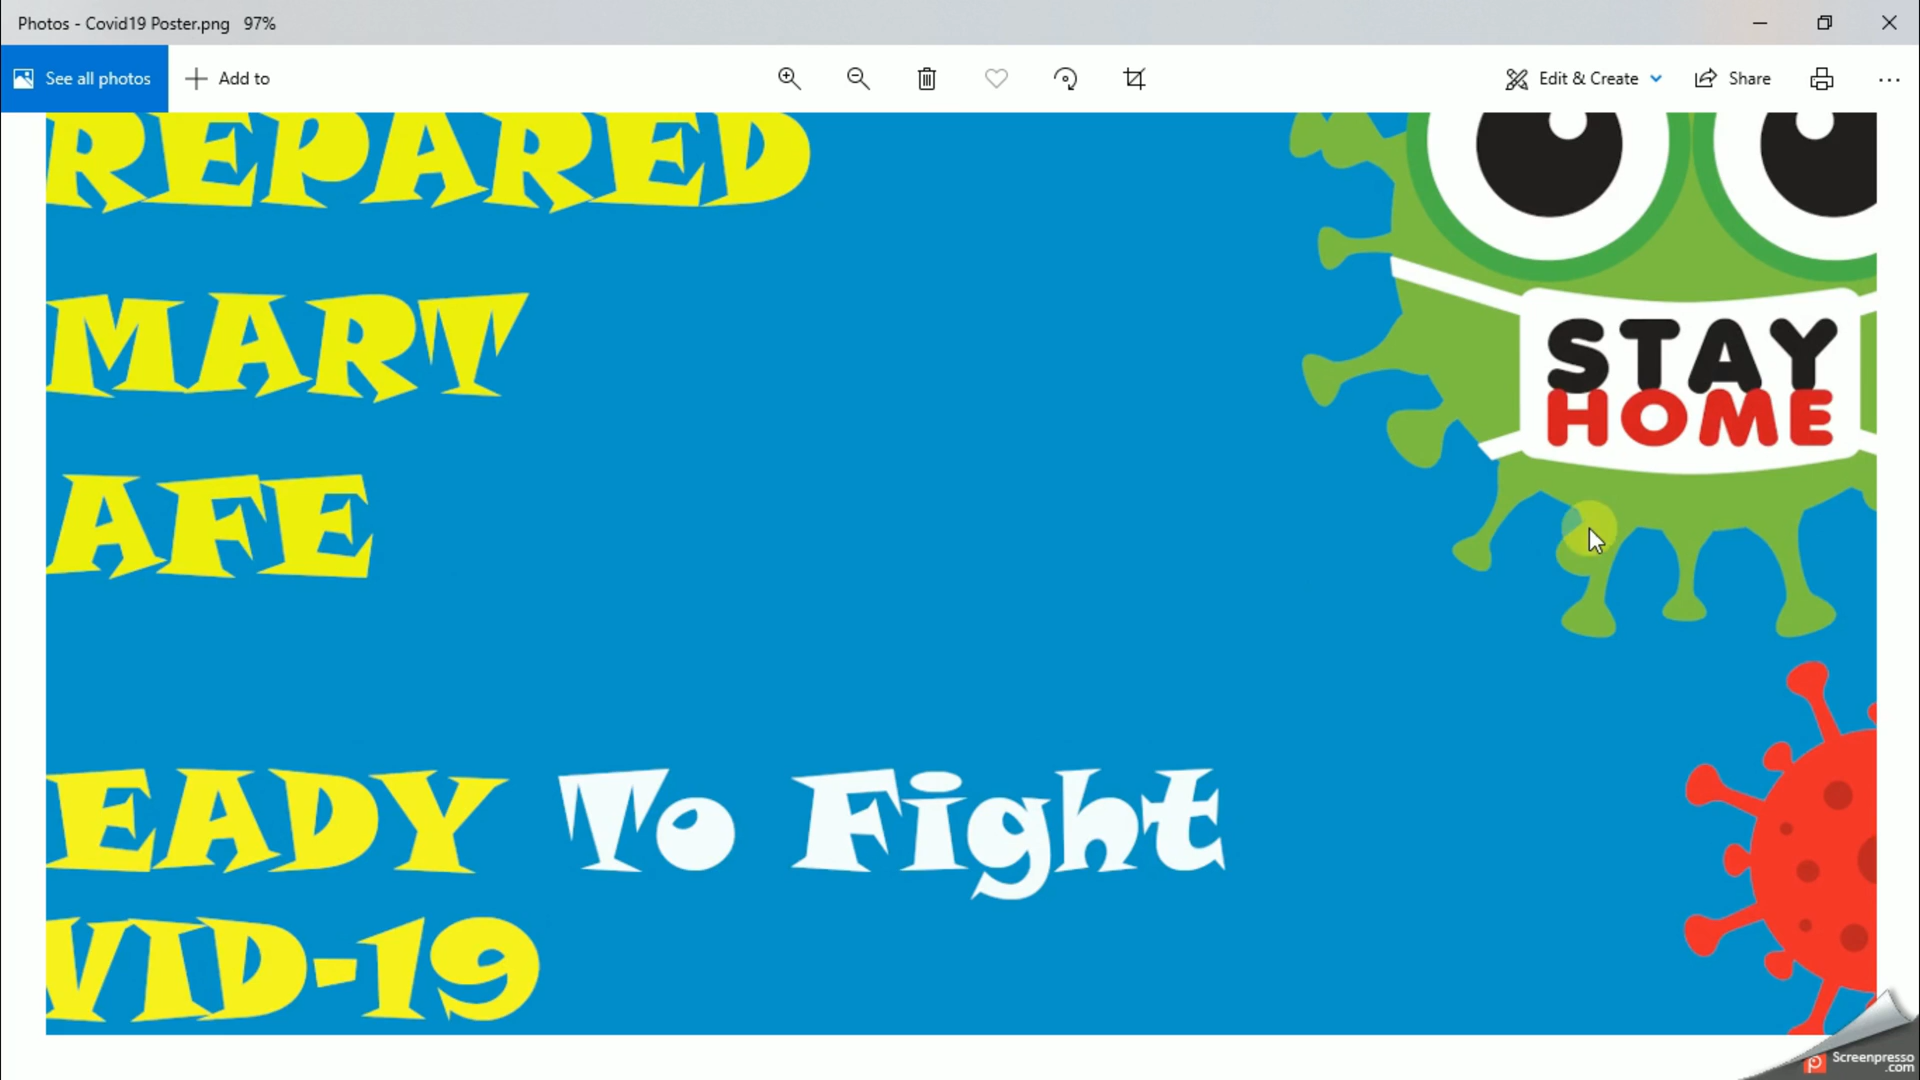 Photos - Covid19 Poster.png 97%
See all photos
Add to
Edit & Create
Share
REPARED
MART
AFE
STAY
HOME
EADY To Fight
VID-19
Screenpresso
.com